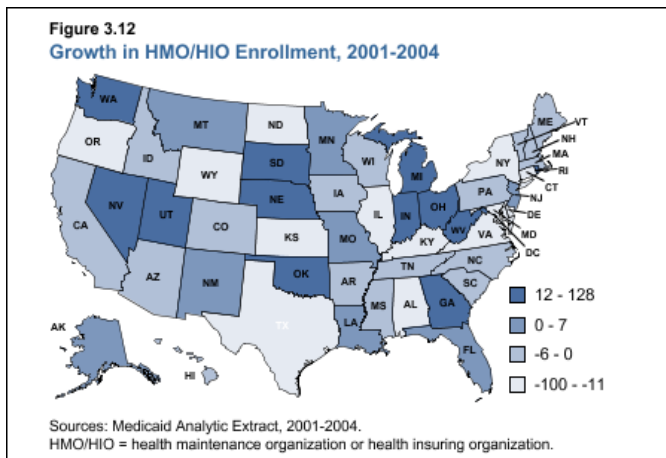 Figure 3.12
Growth in HMO/HIO Enrollment, 2001-2004
WA
MT
ND
MN
ME
VT
NH
MA
RI
CT
OR
ID
SD
WI
MI
NY
WY
NE
IA
PA
NJ
DE
MD
DC
NV
UT
CO
KS
IL
IN
OH
WV
VA
CA
MO
KY
NC
AZ
NM
OK
AR
TN
SC
TX
LA
MS
AL
GA
FL
AK
HI
12 - 128
0 - 7
-6 - 0
-100 - -11
Sources: Medicaid Analytic Extract, 2001-2004.
HMO/HIO = health maintenance organization or health insuring organization.